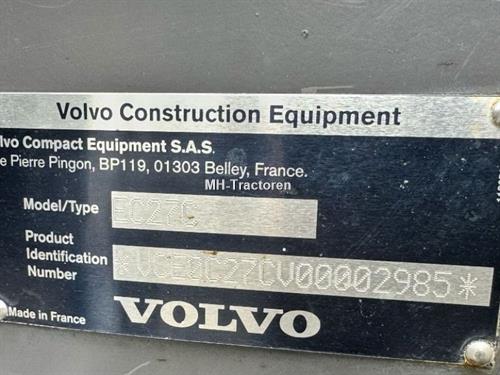 Volvo Construction Equipment
lvo Compact Equipment S.A.S.
e Pierre Pingon, BP119, 01303 Belley, France.
MH-Tractoren
Model/Type EC27C
Product
Identification
Number *VCEOC27CV00002985*
Made in France VOLVO